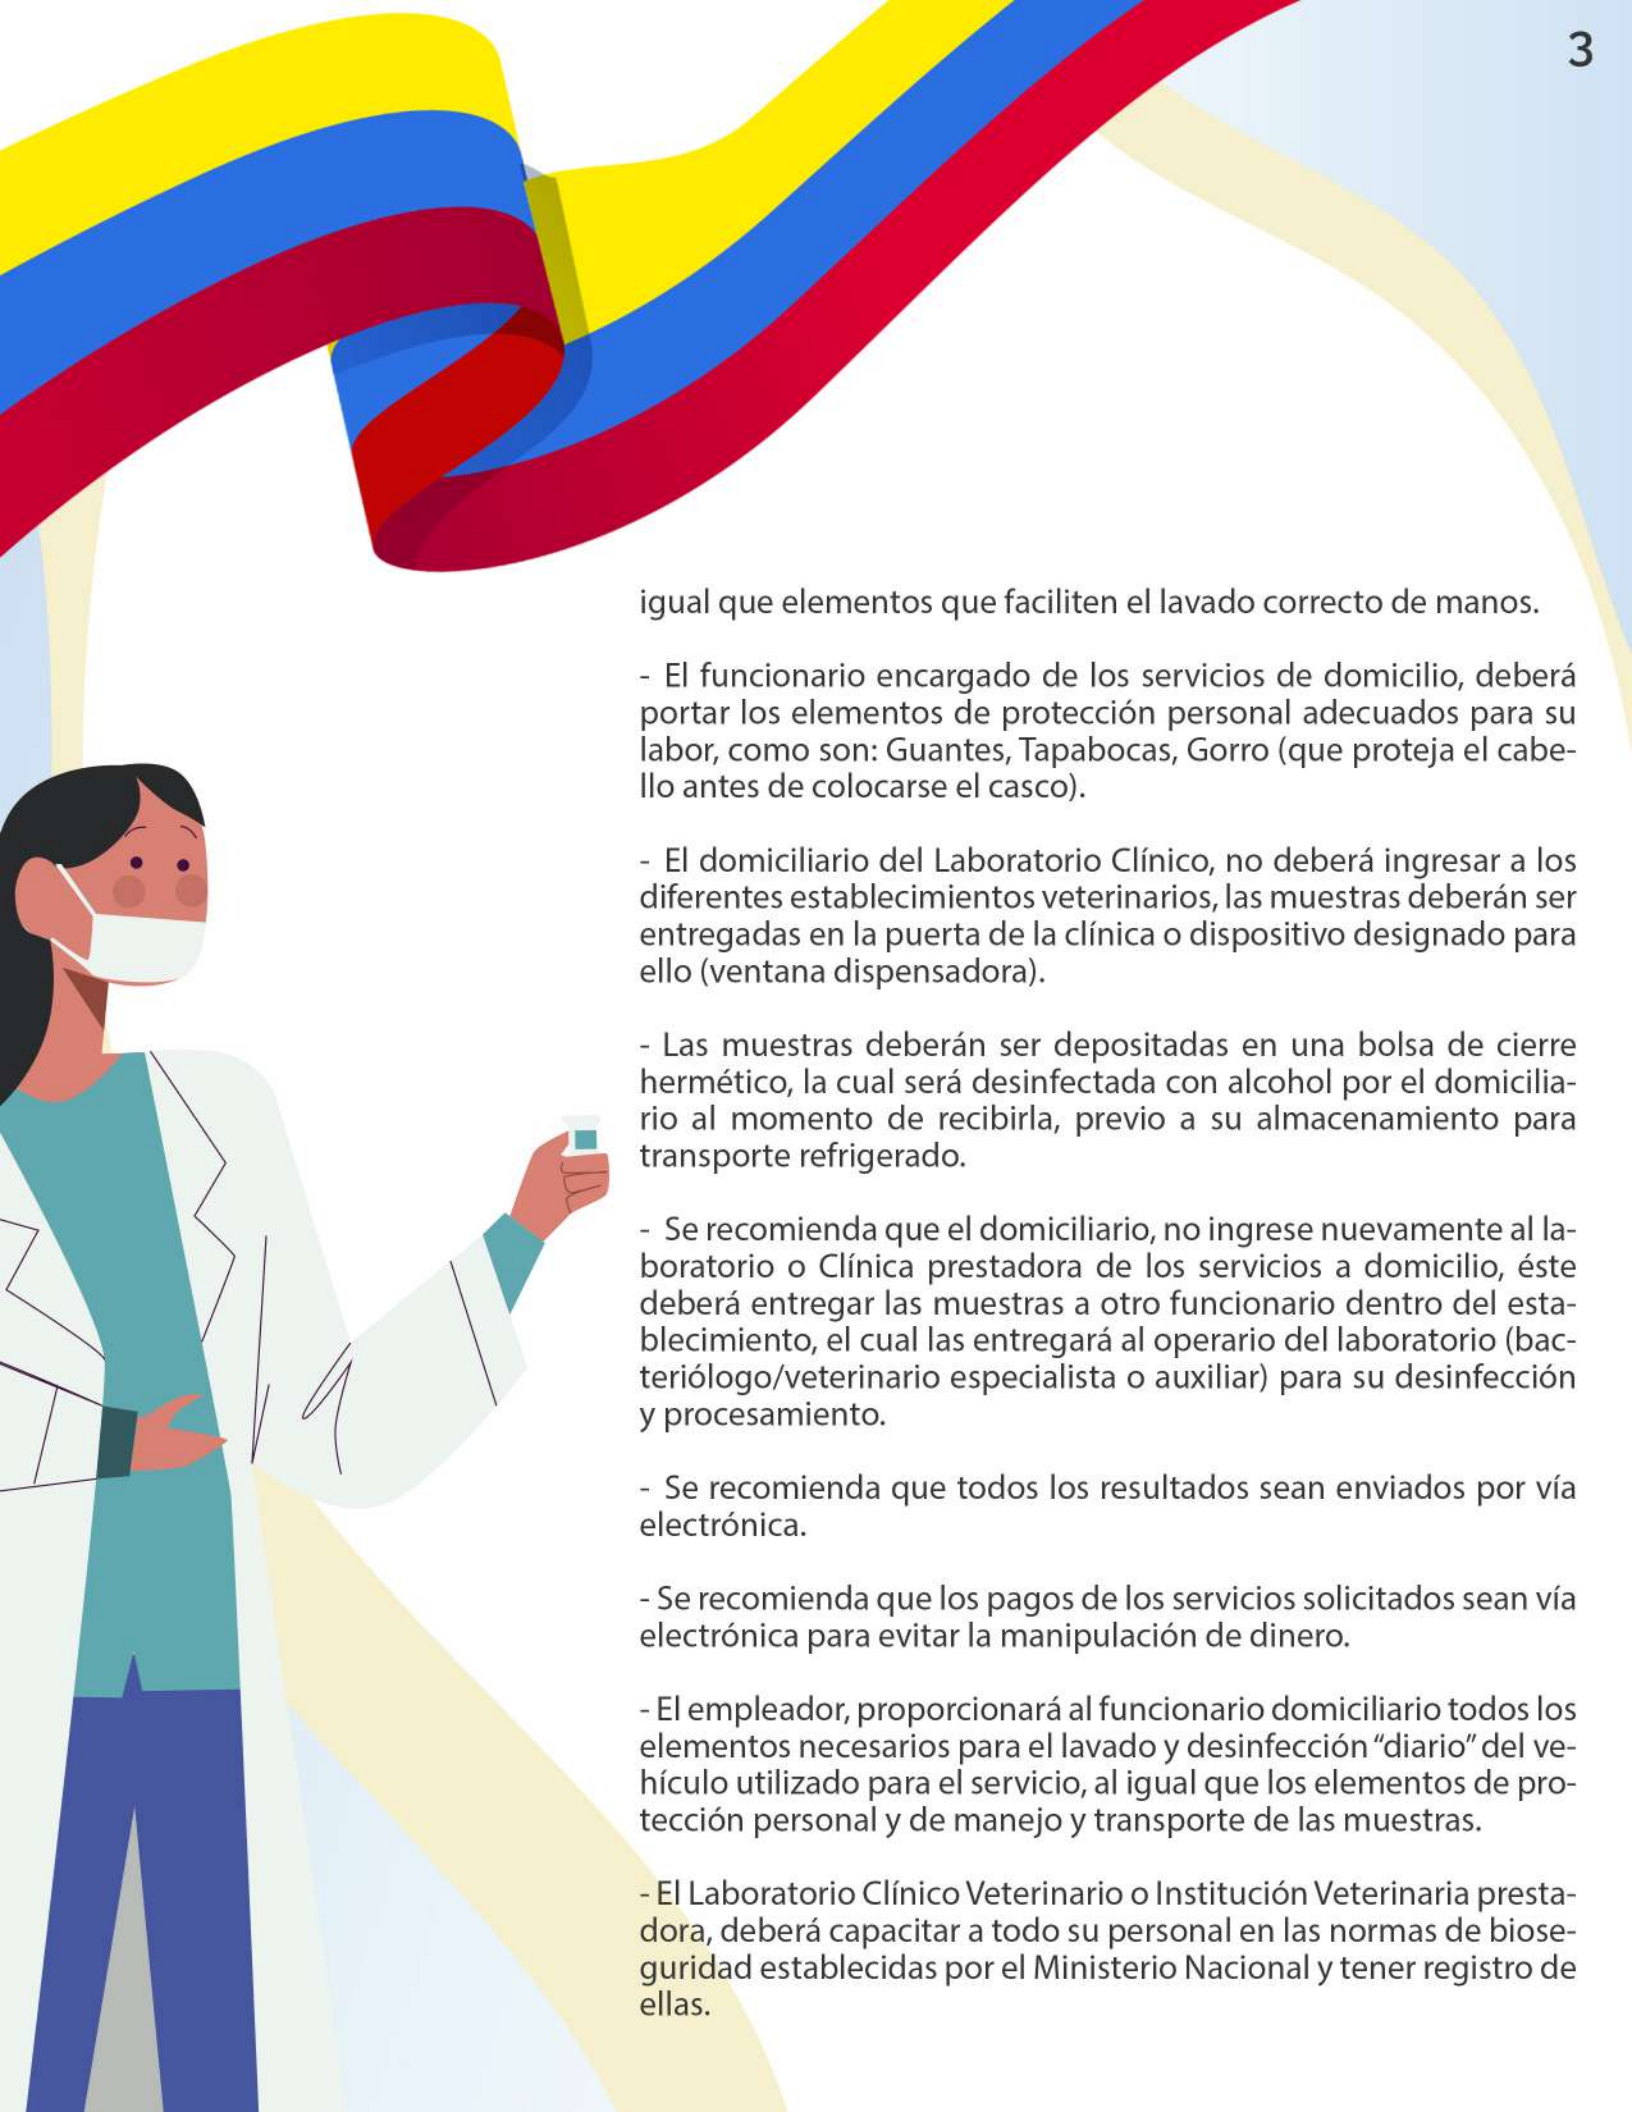 3
igual que elementos que faciliten el lavado correcto de manos.
- El funcionario encargado de los servicios de domicilio, deberá
portar los elementos de protección personal adecuados para su
labor, como son: Guantes, Tapabocas, Gorro (que proteja el cabe-
llo antes de colocarse el casco).
- El domiciliario del Laboratorio Clínico, no deberá ingresar a los
diferentes establecimientos veterinarios, las muestras deberán ser
entregadas en la puerta de la clínica o dispositivo designado para
ello (ventana dispensadora).
- Las muestras deberán ser depositadas en una bolsa de cierre
hermético, la cual será desinfectada con alcohol por el domicilia-
rio al momento de recibirla, previo a su almacenamiento para
transporte refrigerado.
- Se recomienda que el domiciliario, no ingrese nuevamente al la-
boratorio o Clínica prestadora de los servicios a domicilio, éste
deberá entregar las muestras a otro funcionario dentro del esta-
blecimiento, el cual las entregará al operario del laboratorio (bac-
teriólogo/veterinario especialista o auxiliar) para su desinfección
y procesamiento.
- Se recomienda que todos los resultados sean enviados por vía
electrónica.
- Se recomienda que los pagos de los servicios solicitados sean vía
electrónica para evitar la manipulación de dinero.
- El empleador, proporcionará al funcionario domiciliario todos los
elementos necesarios para el lavado y desinfección “diario” del ve-
hículo utilizado para el servicio, al igual que los elementos de pro-
tección personal y de manejo y transporte de las muestras.
- El Laboratorio Clínico Veterinario o Institución Veterinaria presta-
dora, deberá capacitar a todo su personal en las normas de biose-
guridad establecidas por el Ministerio Nacional y tener registro de
ellas.